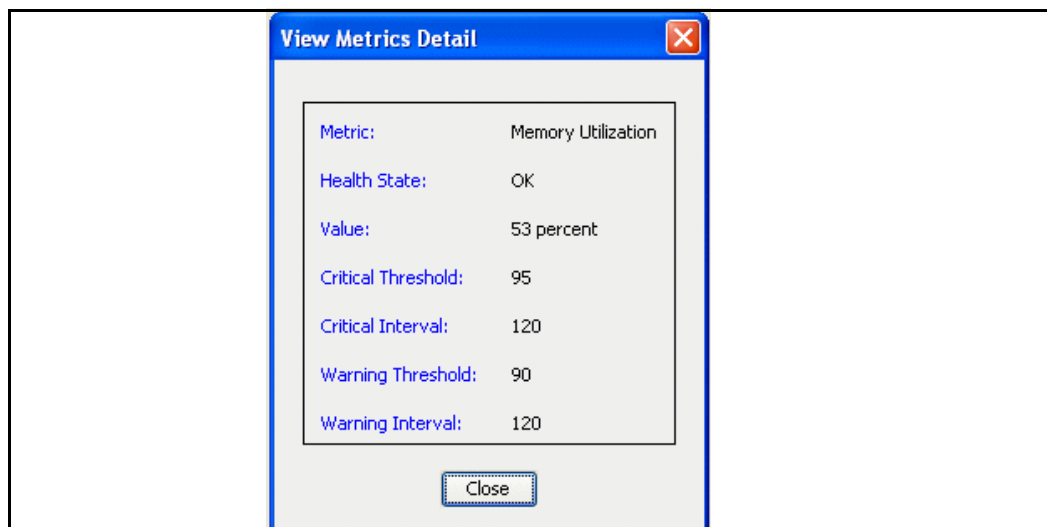 View Metrics Detail
Metric: Memory Utilization
Health State: OK
Value: 53 percent
Critical Threshold: 95
Critical Interval: 120
Warning Threshold: 90
Warning Interval: 120
Close